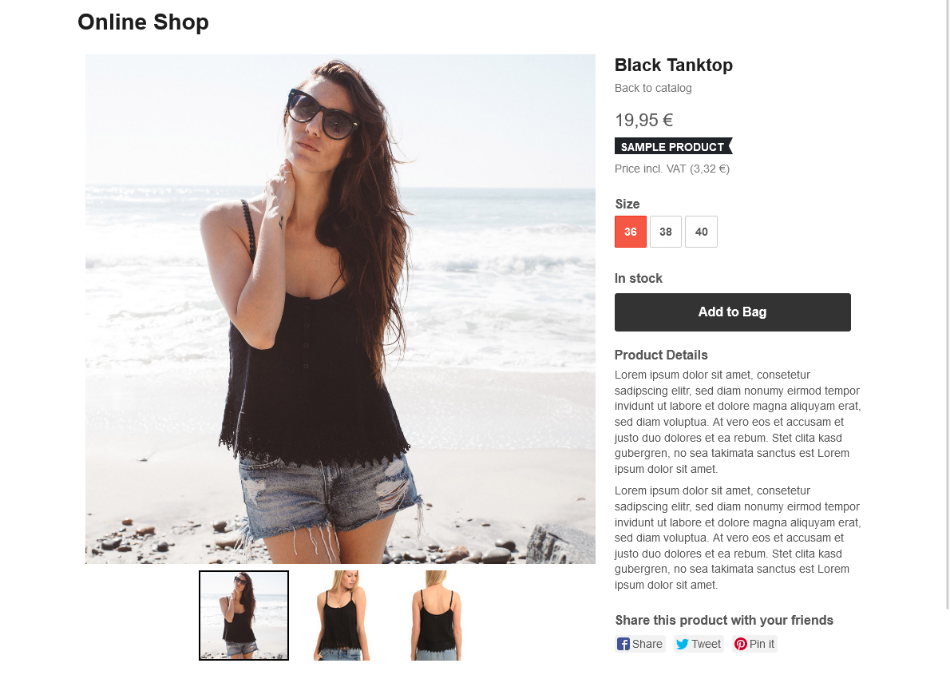 Online Shop
Black Tanktop
Back to catalog
19,95 €
SAMPLE PRODUCT
Price incl. VAT (3,32 €)
Size
36 38 40
In stock
Add to Bag
Product Details
Lorem ipsum dolor sit amet, consetetur
sadipscing elitr, sed diam nonumy eirmod tempor
invidunt ut labore et dolore magna aliquyam erat,
sed diam voluptua. At vero eos et accusam et
justo duo dolores et ea rebum. Stet clita kasd
gubergren, no sea takimata sanctus est Lorem
ipsum dolor sit amet.
Lorem ipsum dolor sit amet, consetetur
sadipscing elitr, sed diam nonumy eirmod tempor
invidunt ut labore et dolore magna aliquyam erat,
sed diam voluptua. At vero eos et accusam et
justo duo dolores et ea rebum. Stet clita kasd
gubergren, no sea takimata sanctus est Lorem
ipsum dolor sit amet.
Share this product with your friends
Share Tweet Pin it